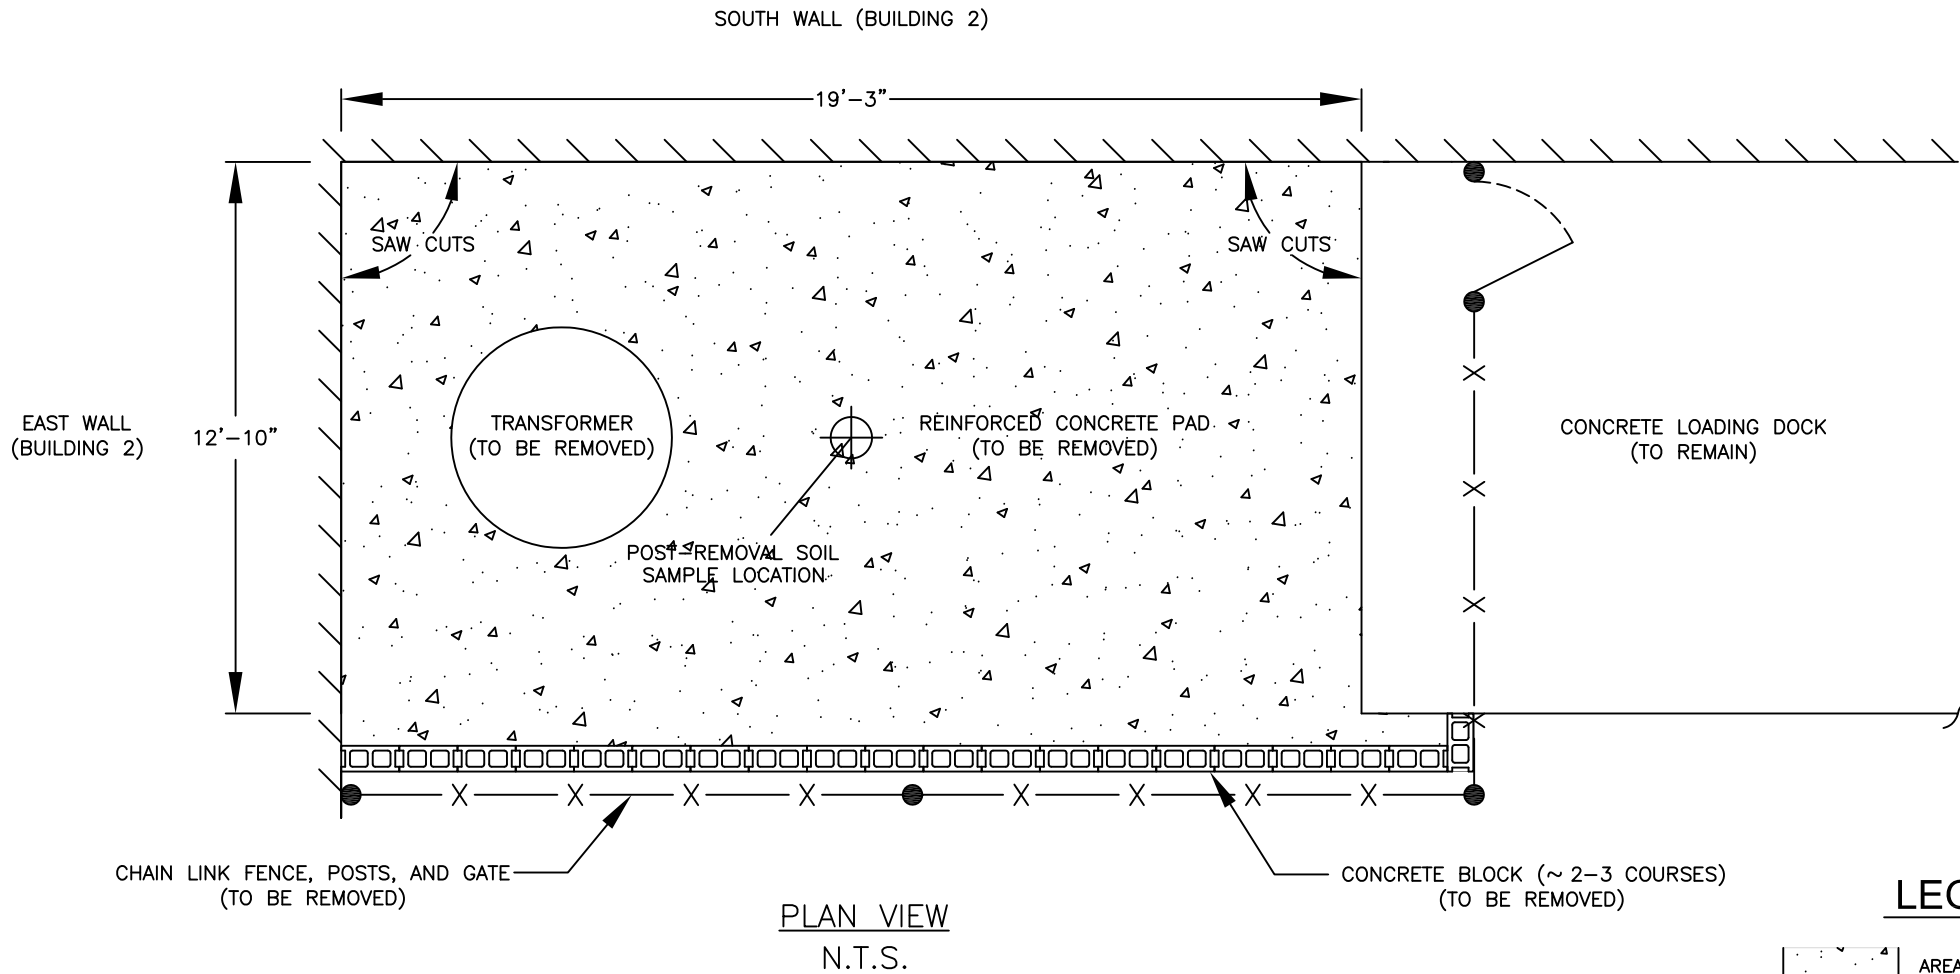 SOUTH WALL (BUILDING 2)
19'-3"
SAW CUTS
SAW CUTS
EAST WALL
(BUILDING 2)
12'-10"
TRANSFORMER
(TO BE REMOVED)
REINFORCED CONCRETE PAD
(TO BE REMOVED)
CONCRETE LOADING DOCK
(TO REMAIN)
POST-REMOVAL SOIL
SAMPLE LOCATION
CHAIN LINK FENCE, POSTS, AND GATE
(TO BE REMOVED)
CONCRETE BLOCK (~ 2-3 COURSES)
(TO BE REMOVED)
PLAN VIEW
N.T.S.
AREA